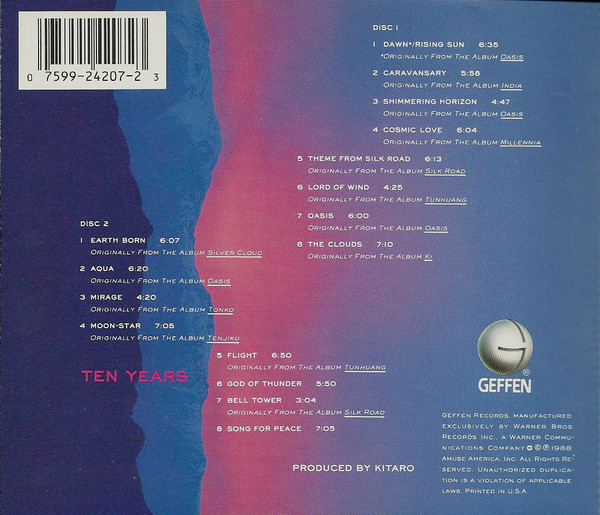 0 7599-24207-2 3
DISC 1
1 DAWN*/RISING SUN 6:35
*ORIGINALLY FROM THE ALBUM OASIS
2 CARAVANSARY 5:58
ORIGINALLY FROM THE ALBUM INDIA
3 SHIMMERING HORIZON 4:47
ORIGINALLY FROM THE ALBUM OASIS
4 COSMIC LOVE 6:04
ORIGINALLY FROM THE ALBUM MILLENNIA
5 THEME FROM SILK ROAD 6:13
ORIGINALLY FROM THE ALBUM SILK ROAD
6 LORD OF WIND 4:25
ORIGINALLY FROM THE ALBUM TUNHUANG
7 OASIS 6:00
ORIGINALLY FROM THE ALBUM OASIS
8 THE CLOUDS 7:10
ORIGINALLY FROM THE ALBUM KI
DISC 2
1 EARTH BORN 6:07
ORIGINALLY FROM THE ALBUM SILVER CLOUD
2 AQUA 6:20
ORIGINALLY FROM THE ALBUM OASIS
3 MIRAGE 4:20
ORIGINALLY FROM THE ALBUM TONKO
4 MOON-STAR 7:05
ORIGINALLY FROM THE ALBUM TENJIKU
5 FLIGHT 6:50
ORIGINALLY FROM THE ALBUM TUNHUANG
6 GOD OF THUNDER 5:50
7 BELL TOWER 3:04
ORIGINALLY FROM THE ALBUM SILK ROAD
8 SONG FOR PEACE 7:05
TEN YEARS
PRODUCED BY KITARO
G
GEFFEN®
GEFFEN RECORDS, MANUFACTURED
EXCLUSIVELY BY WARNER BROS.
RECORDS INC., A WARNER COMMU-
NICATIONS COMPANY © ℗ 1988
AMUSE AMERICA, INC. ALL RIGHTS RE-
SERVED. UNAUTHORIZED DUPLICA-
TION IS A VIOLATION OF APPLICABLE
LAWS. PRINTED IN U.S.A.